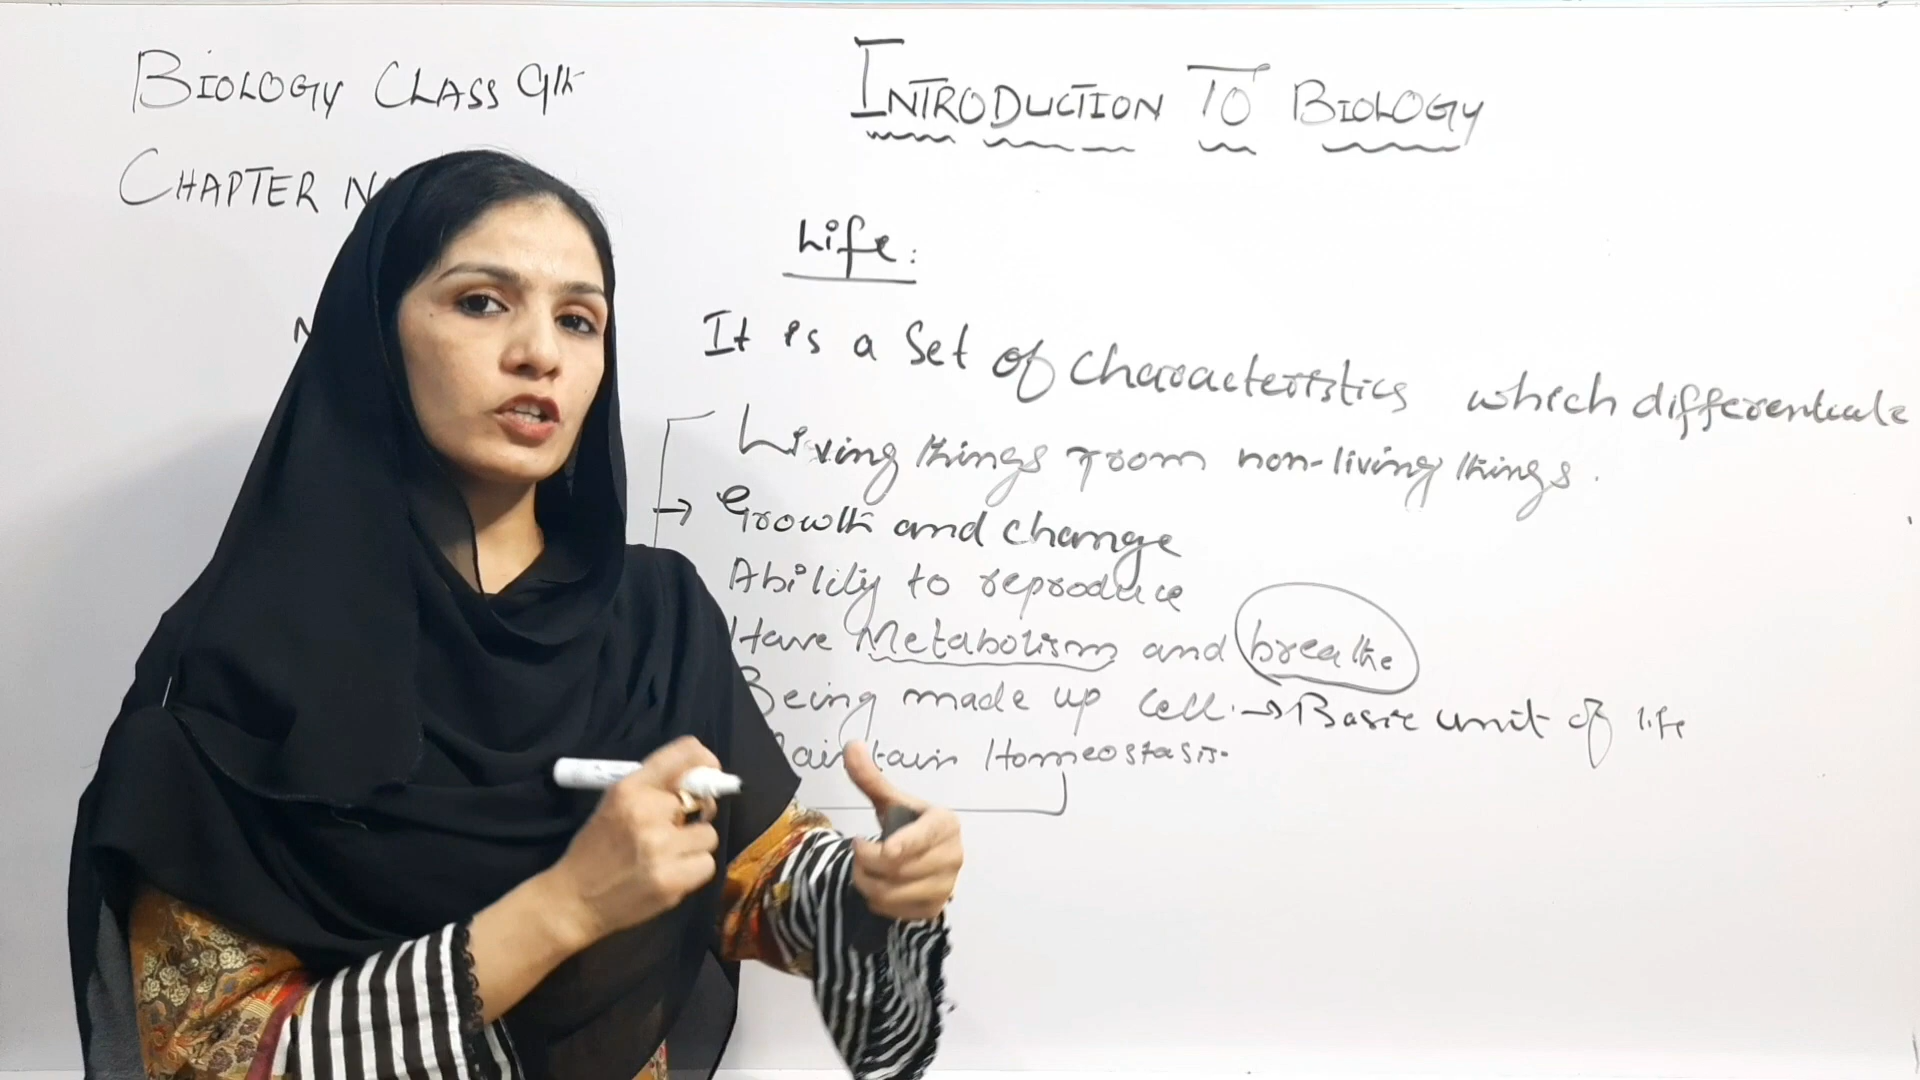 BIOLOGY CLASS 9th
CHAPTER
INTRODUCTION TO BIOLOGY
Life:
It is a Set of Characteristics which differentiate
Living things from non-living things.
→ Growth and change
Ability to reproduce
Have Metabolism and breathe
Being made up Cell. → Basic unit of life
Maintain Homeostasis.